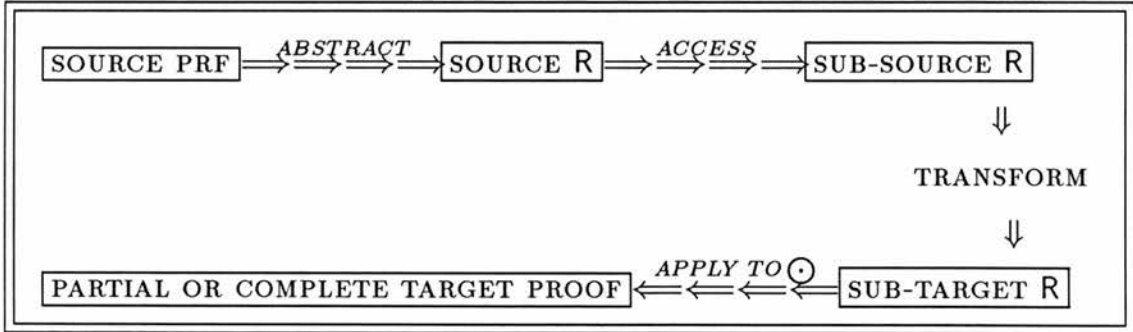 SOURCE PRF ABSTRACT SOURCE R ACCESS SUB-SOURCE R
TRANSFORM
PARTIAL OR COMPLETE TARGET PROOF APPLY TO ⊙ SUB-TARGET R